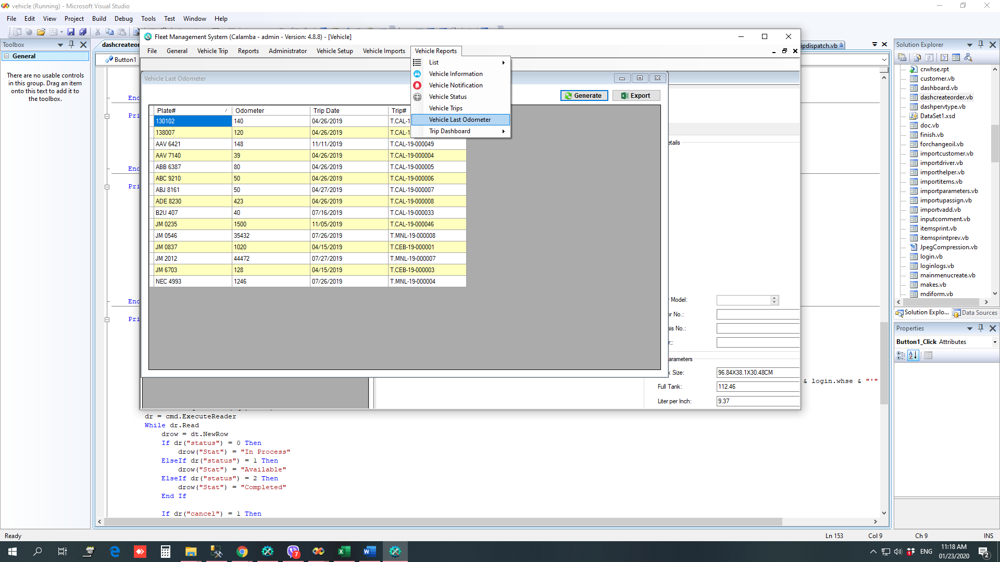 vehicle (Running) - Microsoft Visual Studio
File Edit View Project Build Debug Tools Test Window Help
Toolbox
General
There are no usable controls
in this group. Drag an item
onto this text to add it to
the toolbox.
dashcreateor
ipdispatch.vb
Button1
Fleet Management System (Calamba - admin - Version: 4.8.8) - [Vehicle]
File General Vehicle Trip Reports Administrator Vehicle Setup Vehicle Imports Vehicle Reports
List
Vehicle Information
Vehicle Notification
Vehicle Status
Vehicle Trips
Vehicle Last Odometer
Trip Dashboard
Vehicle Last Odometer
Generate Export
Plate# Odometer Trip Date Trip#
130102 140 04/26/2019 T.CAL-1
138007 120 04/26/2019 T.CAL-1
AAV 6421 148 11/11/2019 T.CAL-19-000049
AAV 7140 39 04/26/2019 T.CAL-19-000004
ABB 6387 80 04/26/2019 T.CAL-19-000005
ABC 9210 50 04/26/2019 T.CAL-19-000006
ABJ 8161 50 04/27/2019 T.CAL-19-000007
ADE 8230 423 04/26/2019 T.CAL-19-000008
B2U 407 40 07/16/2019 T.CAL-19-000033
JM 0235 1500 11/05/2019 T.CAL-19-000046
JM 0546 35432 07/26/2019 T.MNL-19-000008
JM 0837 1020 04/15/2019 T.CEB-19-000001
JM 2012 44472 07/27/2019 T.MNL-19-000007
JM 6703 128 04/15/2019 T.CEB-19-000003
NEC 4993 1246 07/26/2019 T.MNL-19-000004
etails
Model:
or No.:
sis No.:
r;:
arameters
k Size: 96.84X38.1X30.48CM
Full Tank: 112.46
Liter per Inch: 9.37
End
Pri
End
Pri
End
Pri
& login.whse & "'"
dr = cmd.ExecuteReader
While dr.Read
drow = dt.NewRow
If dr("status") = 0 Then
drow("Stat") = "In Process"
ElseIf dr("status") = 1 Then
drow("Stat") = "Available"
ElseIf dr("status") = 2 Then
drow("Stat") = "Completed"
End If
If dr("cancel") = 1 Then
Solution Explorer
crwhse.rpt
customer.vb
dashboard.vb
dashcreateorder.vb
dashpervtype.vb
DataSet1.xsd
doc.vb
finish.vb
forchangeoil.vb
importcustomer.vb
importdriver.vb
importhelper.vb
importitems.vb
importparameters.vb
importupassign.vb
importvadd.vb
inputcomment.vb
itemsprint.vb
itemsprintprev.vb
JpegCompression.vb
login.vb
loginlogs.vb
mainmenucreate.vb
makes.vb
mdiform.vb
Solution Explo... Data Sources
Properties
Button1_Click Attributes
Ready Ln 153 Col 9 Ch 9 INS
7
1
ENG
11:18 AM
01/23/2020
2